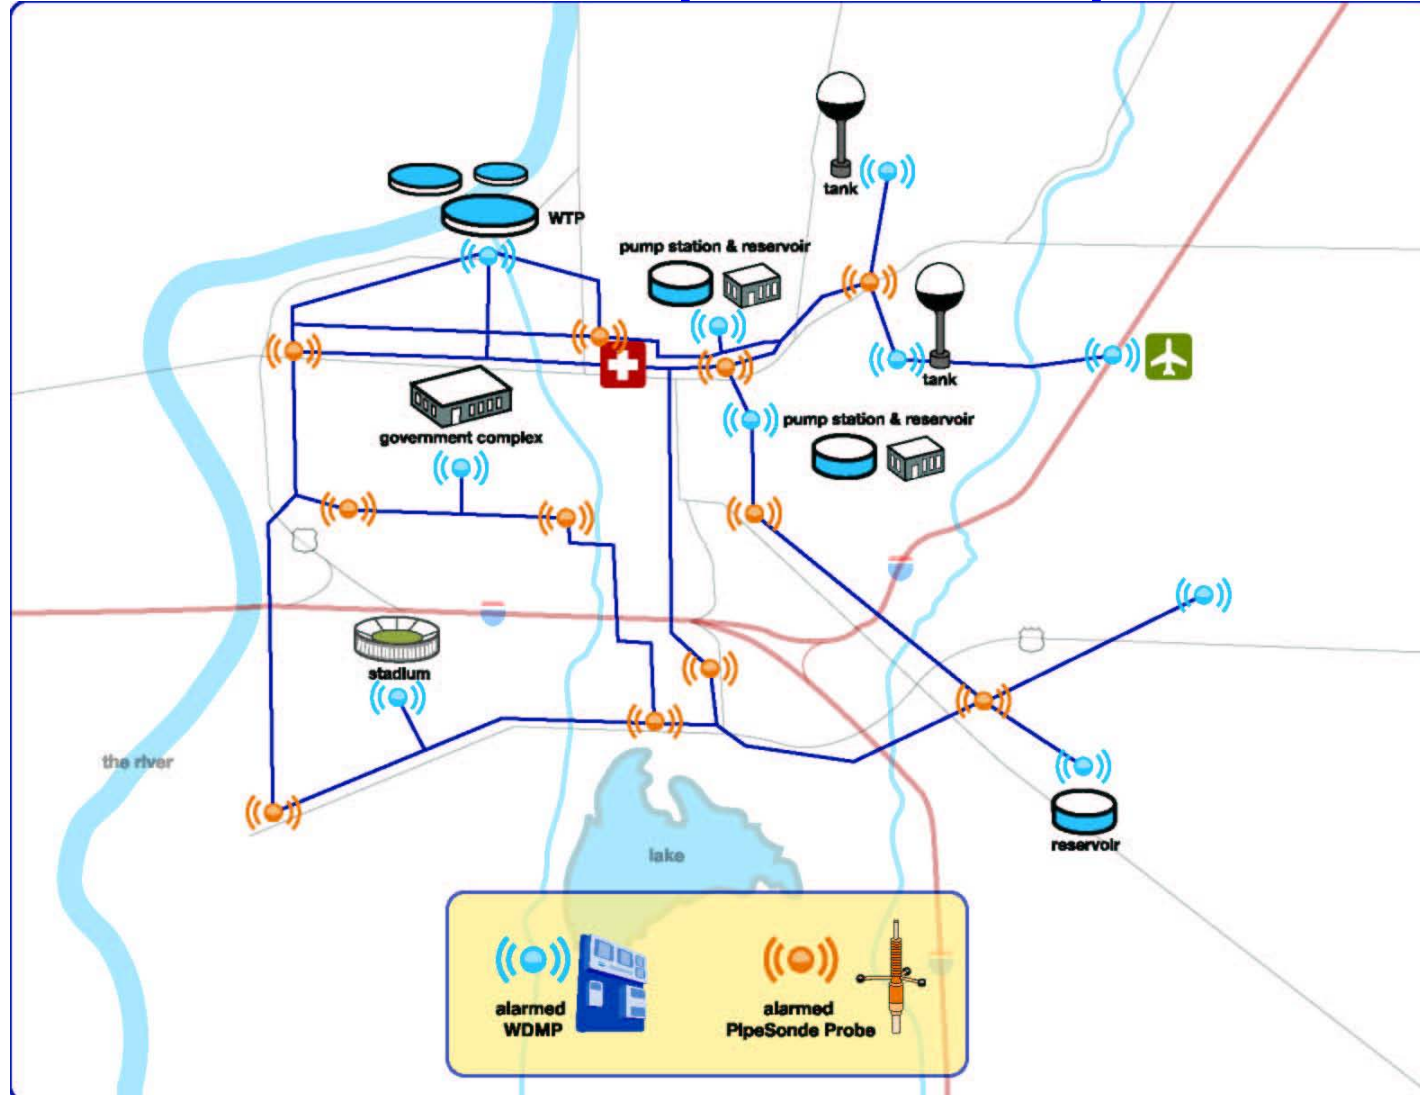 tank
WTP
pump station & reservoir
tank
government complex
pump station & reservoir
stadium
the river
reservoir
lake
alarmed
WDMP
alarmed
PipeSonde Probe